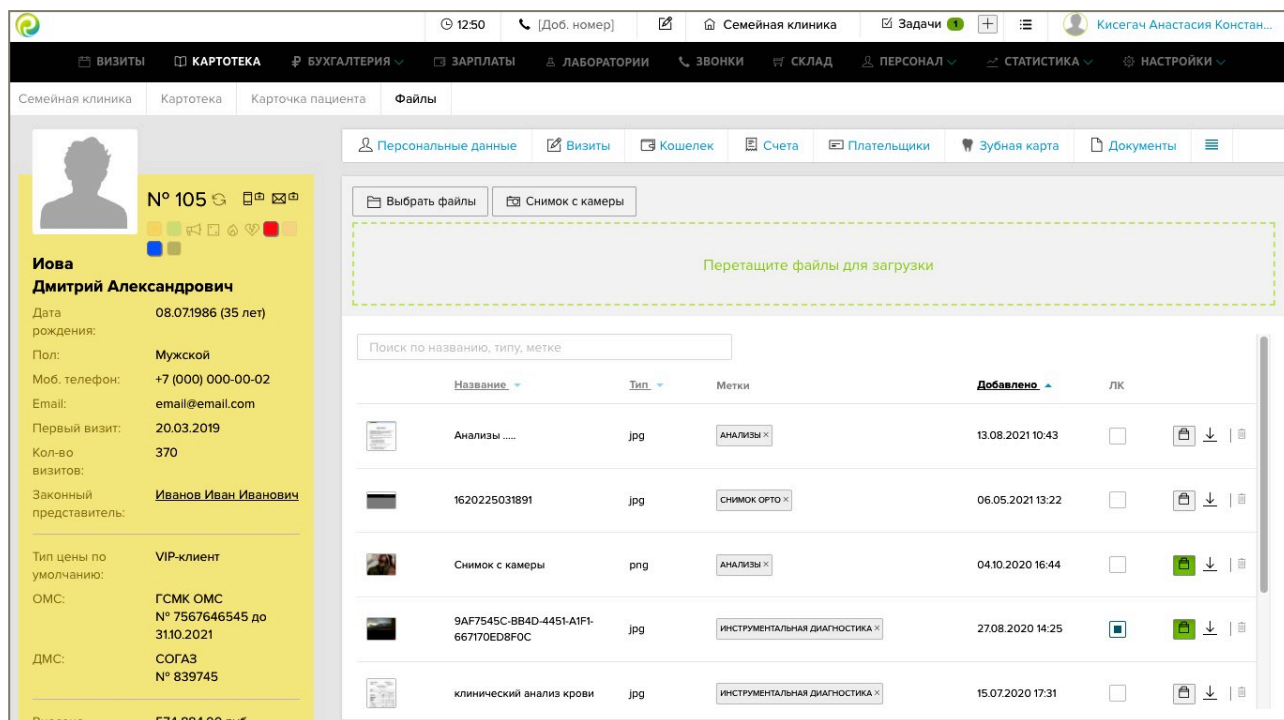 12:50 [Доб. номер] Семейная клиника Задачи 1 Кисегач Анастасия Констан...
ВИЗИТЫ КАРТОТЕКА БУХГАЛТЕРИЯ ЗАРПЛАТЫ ЛАБОРАТОРИИ ЗВОНКИ СКЛАД ПЕРСОНАЛ СТАТИСТИКА НАСТРОЙКИ
Семейная клиника Картотека Карточка пациента Файлы
№ 105
Иова
Дмитрий Александрович
Дата рождения: 08.07.1986 (35 лет)
Пол: Мужской
Моб. телефон: +7 (000) 000-00-02
Email: email@email.com
Первый визит: 20.03.2019
Кол-во визитов: 370
Законный представитель: Иванов Иван Иванович
Тип цены по умолчанию: VIP-клиент
ОМС: ГСМК ОМС
№ 7567646545 до
31.10.2021
ДМС: СОГАЗ
№ 839745
Персональные данные Визиты Кошелек Счета Плательщики Зубная карта Документы
Выбрать файлы Снимок с камеры
Перетащите файлы для загрузки
Поиск по названию, типу, метке
Название Тип Метки Добавлено ЛК
Анализы ..... jpg АНАЛИЗЫ × 13.08.2021 10:43
1620225031891 jpg СНИМОК ОРТО × 06.05.2021 13:22
Снимок с камеры png АНАЛИЗЫ × 04.10.2020 16:44
9AF7545C-BB4D-4451-A1F1-
667170ED8F0C jpg ИНСТРУМЕНТАЛЬНАЯ ДИАГНОСТИКА × 27.08.2020 14:25
клинический анализ крови jpg ИНСТРУМЕНТАЛЬНАЯ ДИАГНОСТИКА × 15.07.2020 17:31